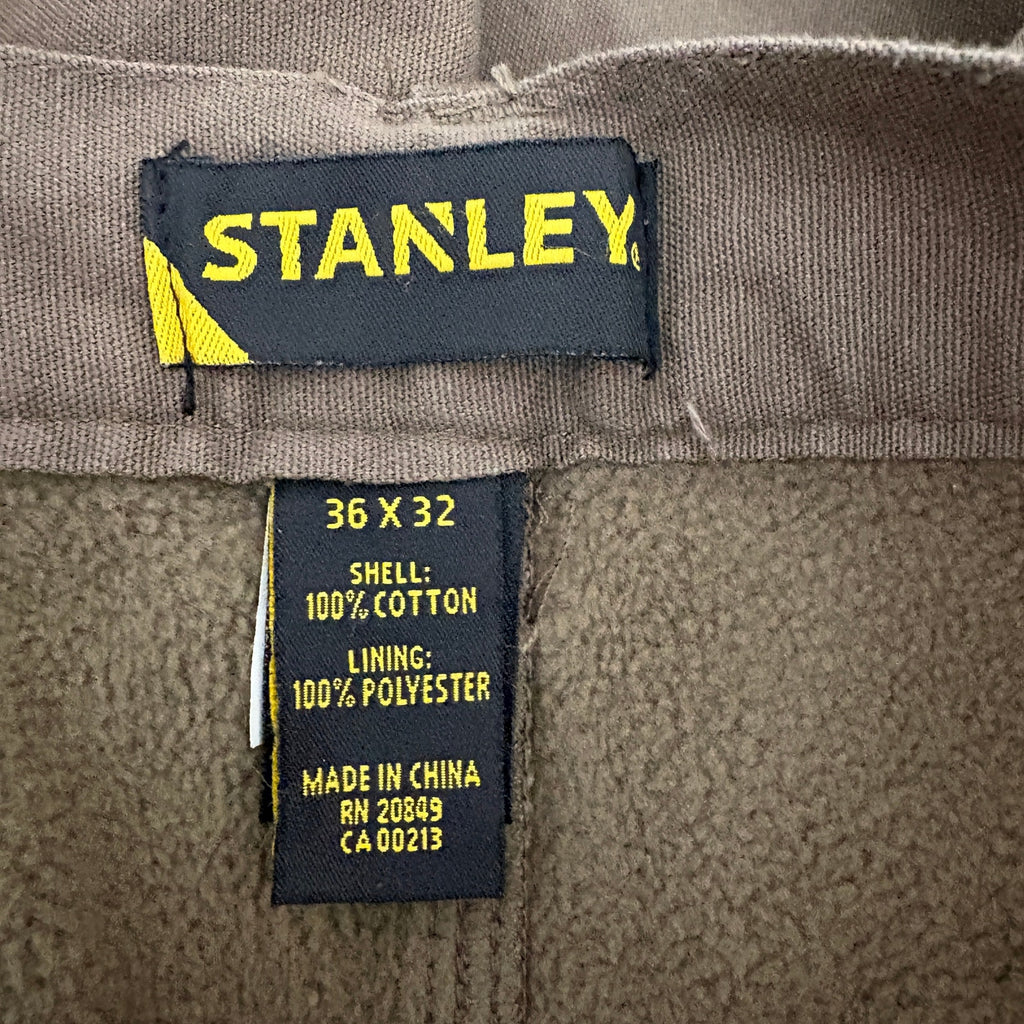 STANLEY®
36 X 32
SHELL:
100% COTTON
LINING:
100% POLYESTER
MADE IN CHINA
RN 20849
CA 00213